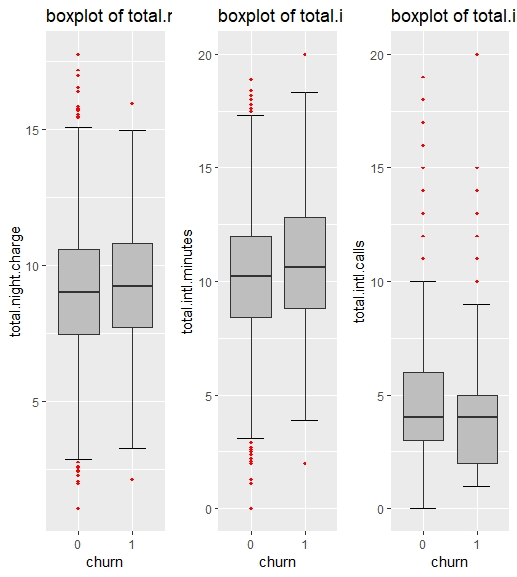 boxplot of total.r
total.night.charge
15
10
5
0 1
churn
boxplot of total.i
total.intl.minutes
20
15
10
5
0
0 1
churn
boxplot of total.i
total.intl.calls
20
15
10
5
0
0 1
churn